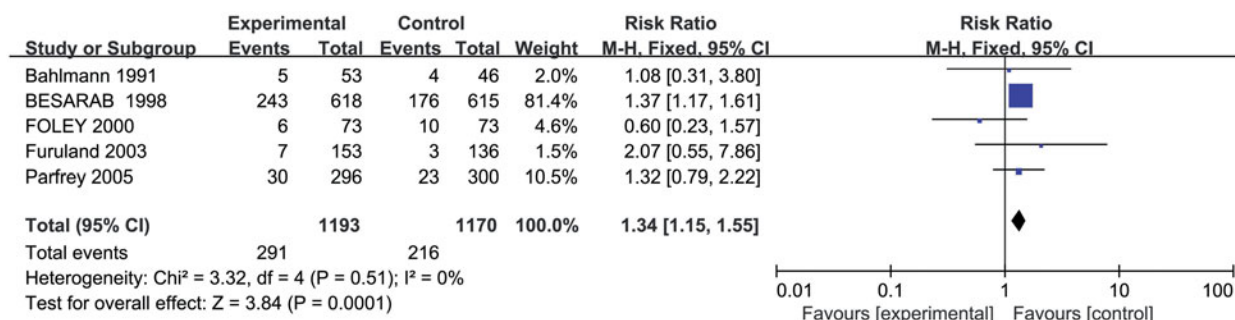 Experimental Control Risk Ratio Risk Ratio
Study or Subgroup Events Total Events Total Weight M-H, Fixed, 95% CI M-H, Fixed, 95% CI
Bahlmann 1991 5 53 4 46 2.0% 1.08 [0.31, 3.80]
BESARAB 1998 243 618 176 615 81.4% 1.37 [1.17, 1.61]
FOLEY 2000 6 73 10 73 4.6% 0.60 [0.23, 1.57]
Furuland 2003 7 153 3 136 1.5% 2.07 [0.55, 7.86]
Parfrey 2005 30 296 23 300 10.5% 1.32 [0.79, 2.22]
Total (95% CI) 1193 1170 100.0% 1.34 [1.15, 1.55]
Total events 291 216
Heterogeneity: Chi² = 3.32, df = 4 (P = 0.51); I² = 0%
Test for overall effect: Z = 3.84 (P = 0.0001)
0.01 0.1 1 10 100
Favours [experimental] Favours [control]